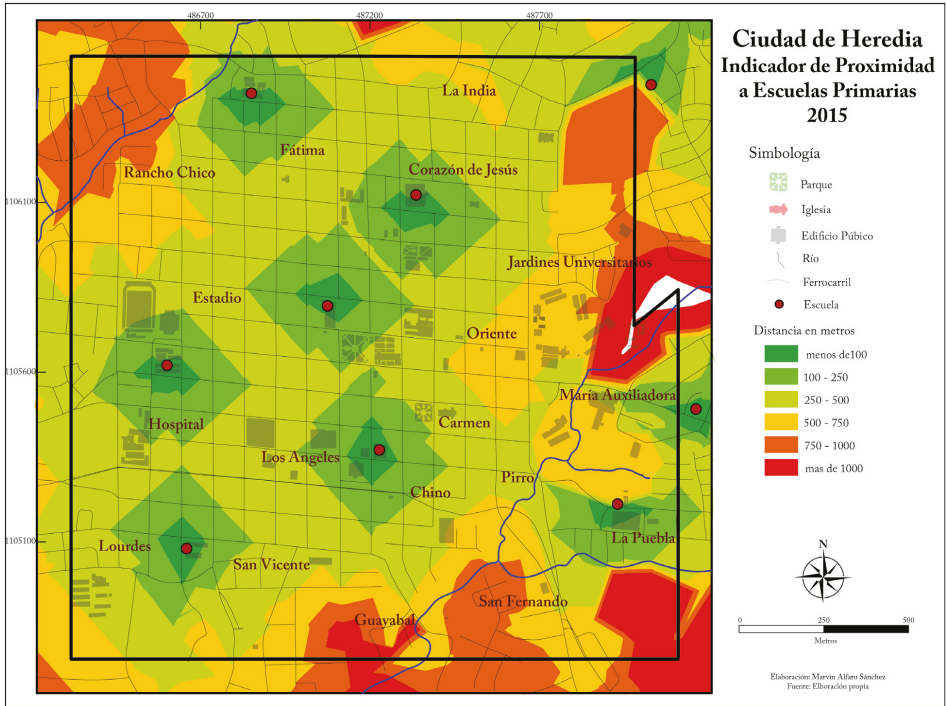 486700
487200
487700
1106100
1105600
1105100
La India
Fátima
Rancho Chico
Corazón de Jesús
Jardines Universitarios
Estadio
Oriente
María Auxiliadora
Hospital
Carmen
Los Angeles
Pirro
Chino
La Puebla
Lourdes
San Vicente
San Fernando
Guayabal
Ciudad de Heredia
Indicador de Proximidad
a Escuelas Primarias
2015
Simbología
Parque
Iglesia
Edificio Púbico
Río
Ferrocarril
Escuela
Distancia en metros
menos de100
100 - 250
250 - 500
500 - 750
750 - 1000
mas de 1000
N
0 250 500
Metros
Elaboración: Marvin Alfaro Sánchez
Fuente: Elboración propia